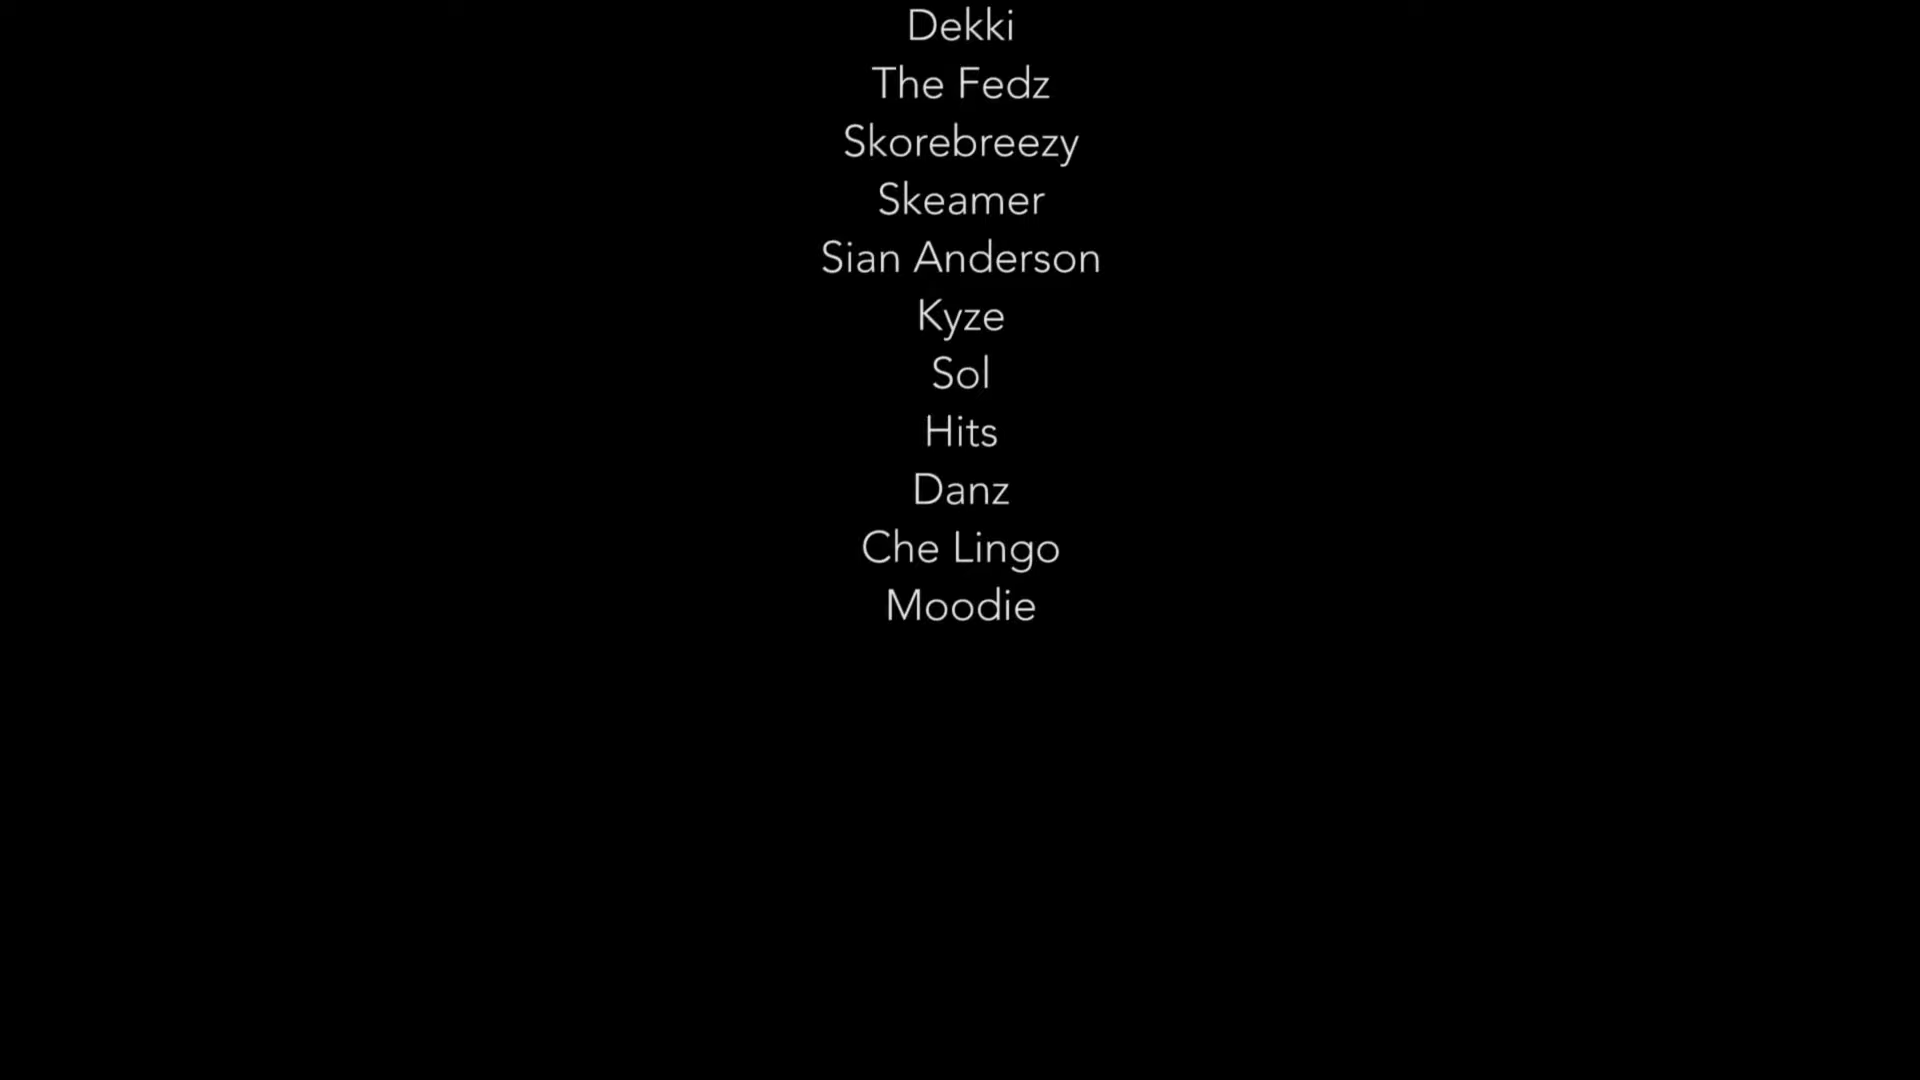 Dekki
The Fedz
Skorebreezy
Skeamer
Sian Anderson
Kyze
Sol
Hits
Danz
Che Lingo
Moodie